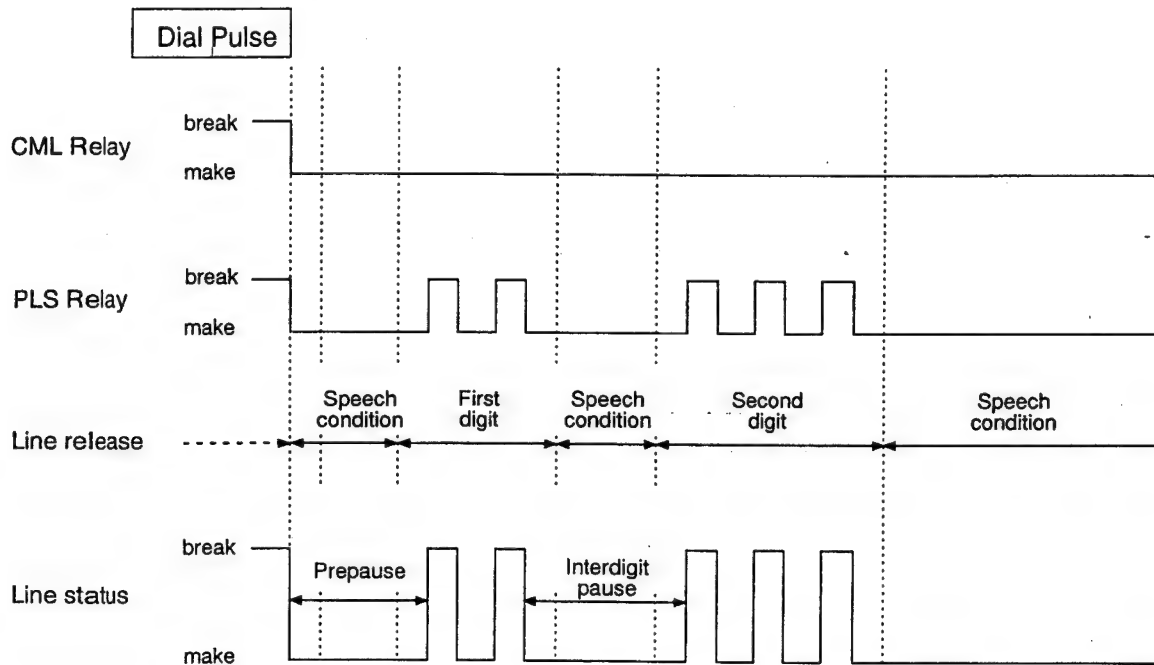 Dial Pulse
CML Relay
break
make
PLS Relay
break
make
Line release
Speech
condition
First
digit
Speech
condition
Second
digit
Speech
condition
Line status
break
make
Prepause
Interdigit
pause